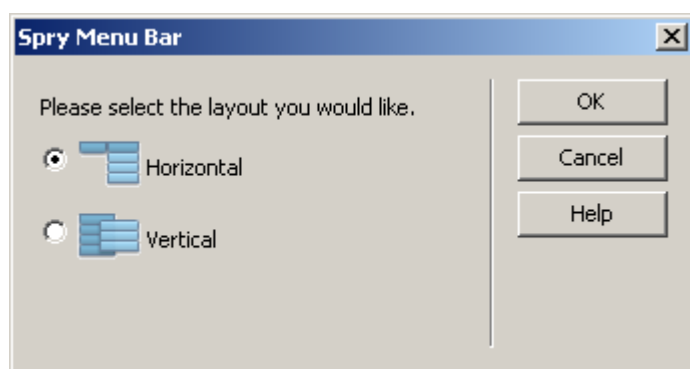 Spry Menu Bar
Please select the layout you would like.
Horizontal
Vertical
OK
Cancel
Help